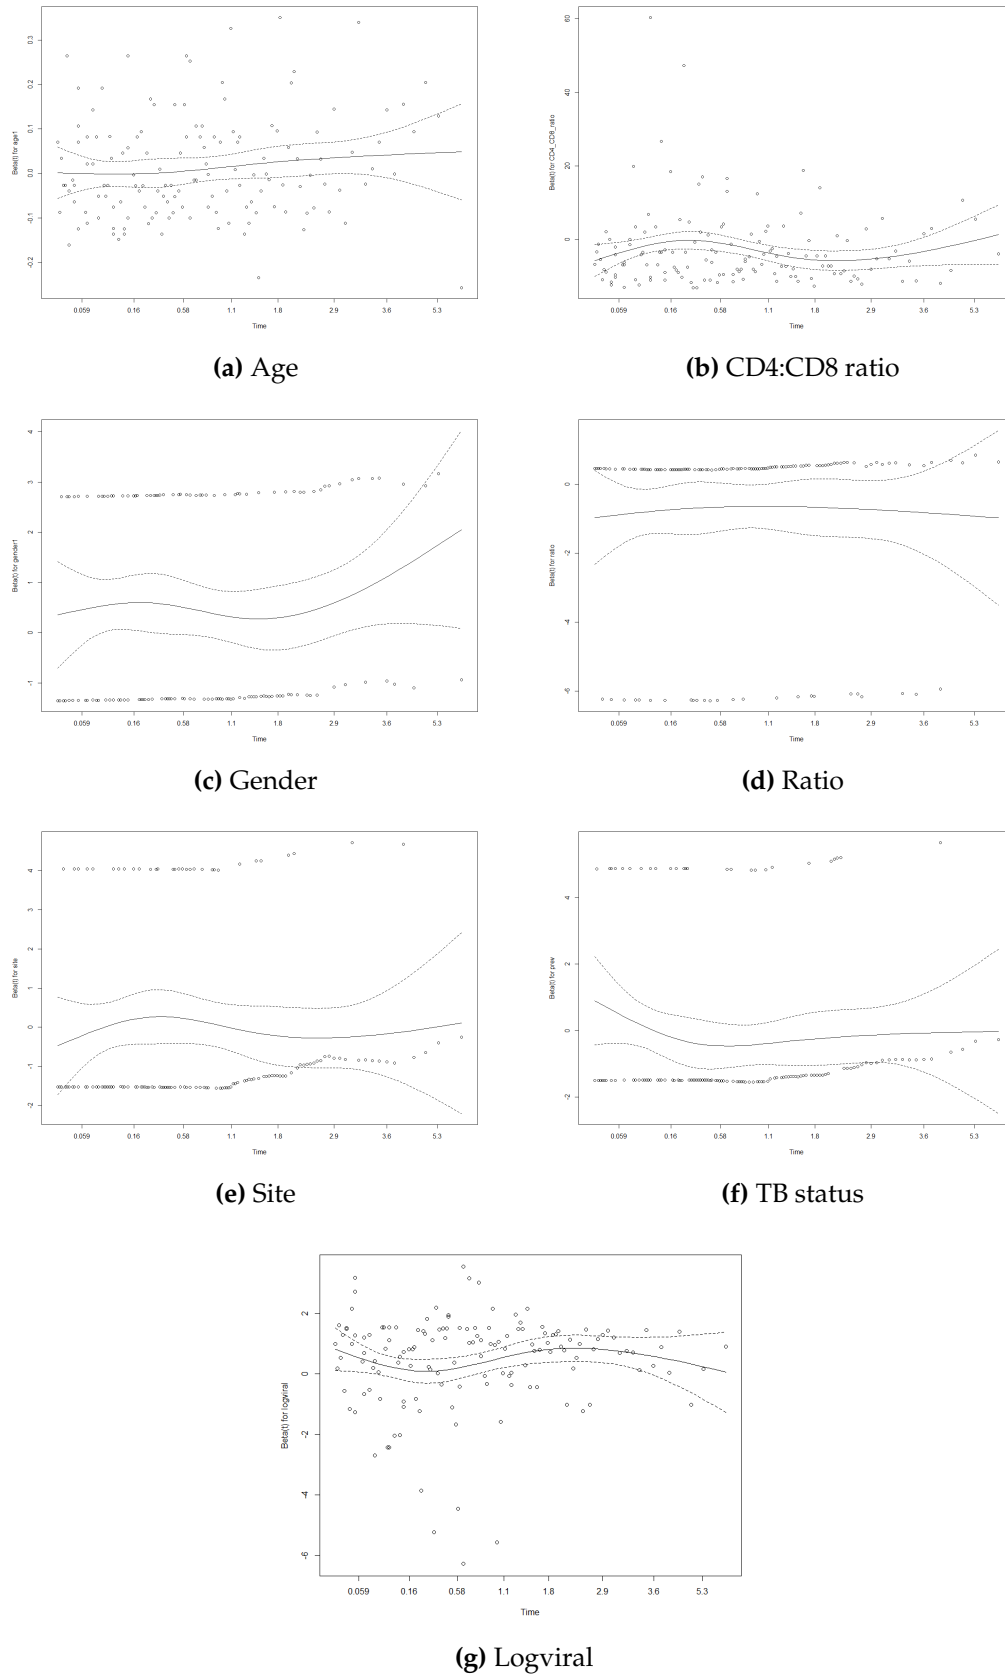 0.3
0.2
0.1
0.0
-0.1
-0.2
Beta(t) for age1
0.059 0.16 0.58 1.1 1.8 2.9 3.6 5.3
Time
(a) Age
60
40
20
0
Beta(t) for CD4_CD8_ratio
0.059 0.16 0.58 1.1 1.8 2.9 3.6 5.3
Time
(b) CD4:CD8 ratio
4
3
2
1
0
-1
Beta(t) for gender1
0.059 0.16 0.58 1.1 1.8 2.9 3.6 5.3
Time
(c) Gender
0
-2
-4
-6
Beta(t) for ratio
0.059 0.16 0.58 1.1 1.8 2.9 3.6 5.3
Time
(d) Ratio
4
3
2
1
0
-1
-2
Beta(t) for site
0.059 0.16 0.58 1.1 1.8 2.9 3.6 5.3
Time
(e) Site
4
2
0
-2
Beta(t) for prev
0.059 0.16 0.58 1.1 1.8 2.9 3.6 5.3
Time
(f) TB status
2
0
-2
-4
-6
Beta(t) for logviral
0.059 0.16 0.58 1.1 1.8 2.9 3.6 5.3
Time
(g) Logviral